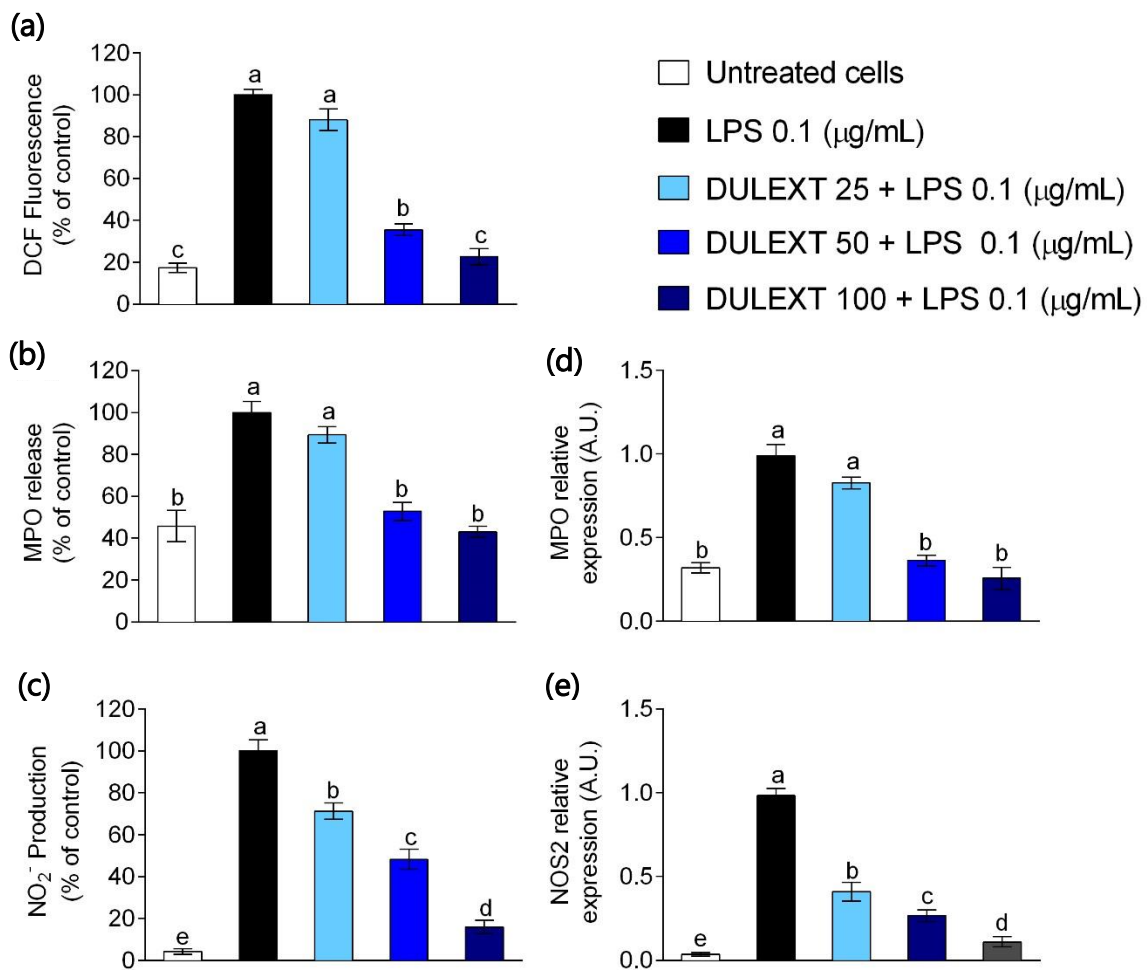 (a)
DCF Fluorescence
(% of control)
120
100
80
60
40
20
0
c
a
a
b
c
Untreated cells
LPS 0.1 (μg/mL)
DULEXT 25 + LPS 0.1 (μg/mL)
DULEXT 50 + LPS 0.1 (μg/mL)
DULEXT 100 + LPS 0.1 (μg/mL)
(b)
MPO release
(% of control)
120
100
80
60
40
20
0
b
a
a
b
b
(d)
MPO relative
expression (A.U.)
1.5
1.0
0.5
0.0
b
a
a
b
b
(c)
NO₂⁻ Production
(% of control)
120
100
80
60
40
20
0
e
a
b
c
d
(e)
NOS2 relative
expression (A.U.)
1.5
1.0
0.5
0.0
e
a
b
c
d